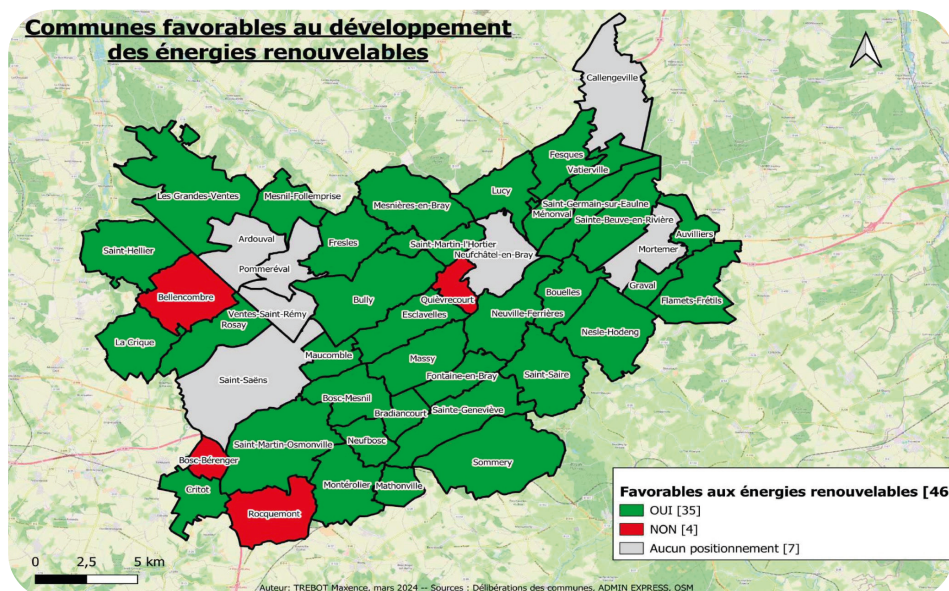 Communes favorables au développement
des énergies renouvelables
Callengeville
Fesques
Vatierville
Les Grandes-Ventes
Mesnil-Follemprise
Lucy
Mesnières-en-Bray
Saint-Germain-sur-Eaulne
Ménonval
Sainte-Beuve-en-Rivière
Auvilliers
Ardouval
Fresles
Saint-Martin-l'Hortier
Saint-Hellier
Neufchâtel-en-Bray
Mortemer
Pommeréval
Graval
Bellencombre
Bully
Quièvrecourt
Bouelles
Flamets-Frétils
Ventes-Saint-Rémy
Esclavelles
Neuville-Ferrières
Rosay
Nesle-Hodeng
La Crique
Maucomble
Massy
Saint-Saëns
Fontaine-en-Bray
Saint-Saire
Bosc-Mesnil
Bradiancourt
Sainte-Geneviève
Saint-Martin-Osmonville
Neufbosc
Bosc-Bérenger
Sommery
Critot
Montérolier
Mathonville
Rocquemont
Favorables aux énergies renouvelables [46
OUI [35]
NON [4]
Aucun positionnement [7]
0 2,5 5 km
Auteur: TREBOT Maxence, mars 2024 -- Sources : Délibérations des communes, ADMIN EXPRESS, OSM